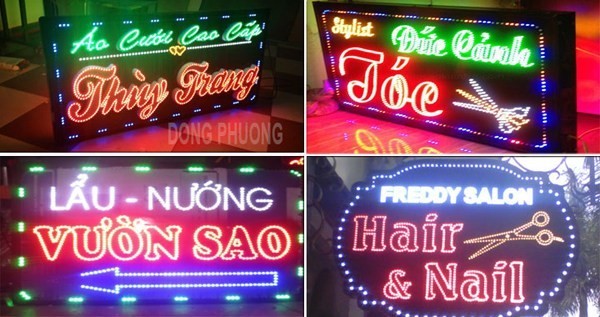 Áo Cưới Cao Cấp
Thùy Trang
DONG PHUONG
Stylist Đức Cảnh
Tóc
LẨU - NƯỚNG
VƯỜN SAO
FREDDY SALON
Hair
& Nail